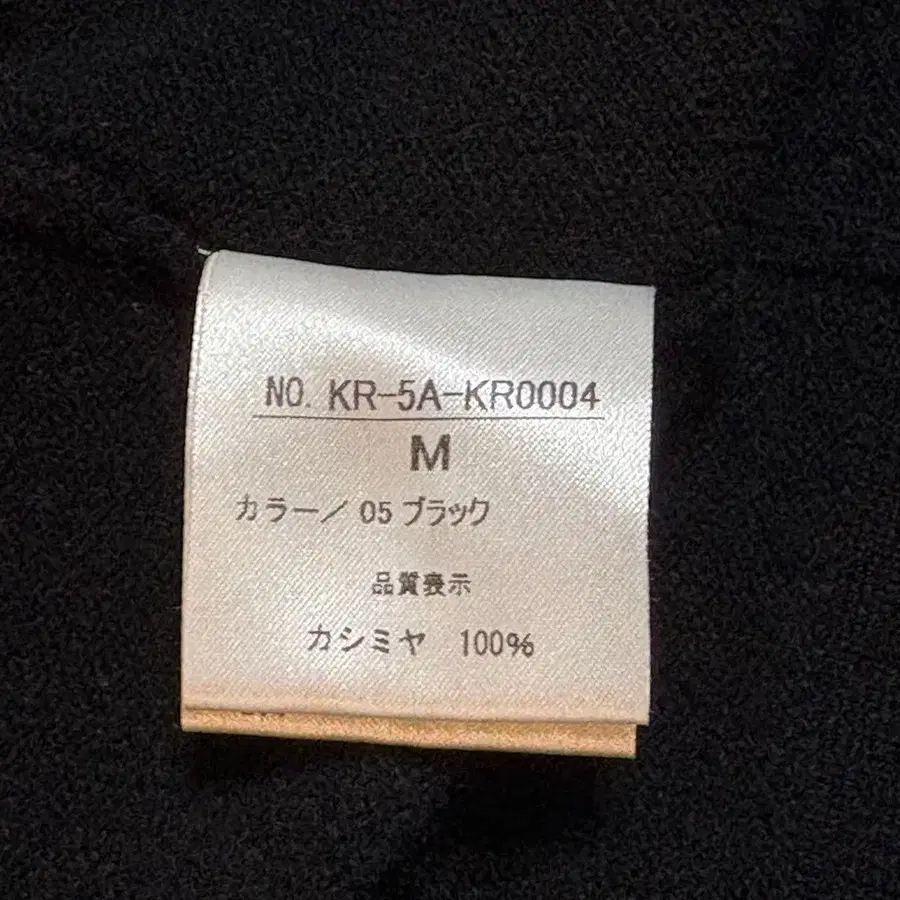 NO. KR-5A-KR0004
M
カラー／ 05 ブラック
品質表示
カシミヤ 100%